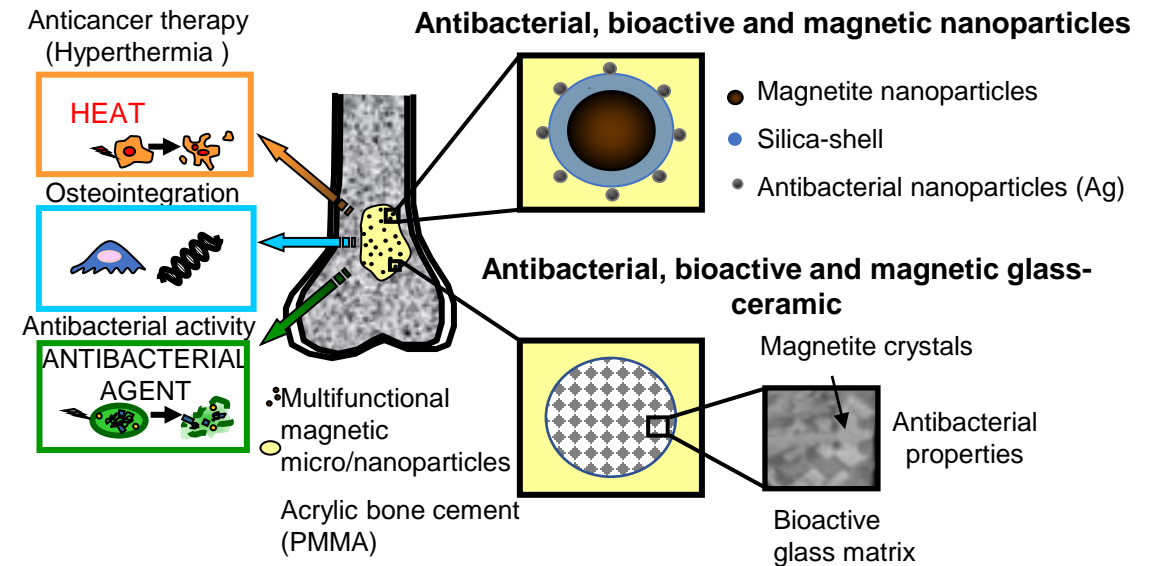 Anticancer therapy
(Hyperthermia )
HEAT
Osteointegration
Antibacterial activity
ANTIBACTERIAL
AGENT
Multifunctional
magnetic
micro/nanoparticles
Acrylic bone cement
(PMMA)
Antibacterial, bioactive and magnetic nanoparticles
Magnetite nanoparticles
Silica-shell
Antibacterial nanoparticles (Ag)
Antibacterial, bioactive and magnetic glass-
ceramic
Magnetite crystals
Antibacterial
properties
Bioactive
glass matrix